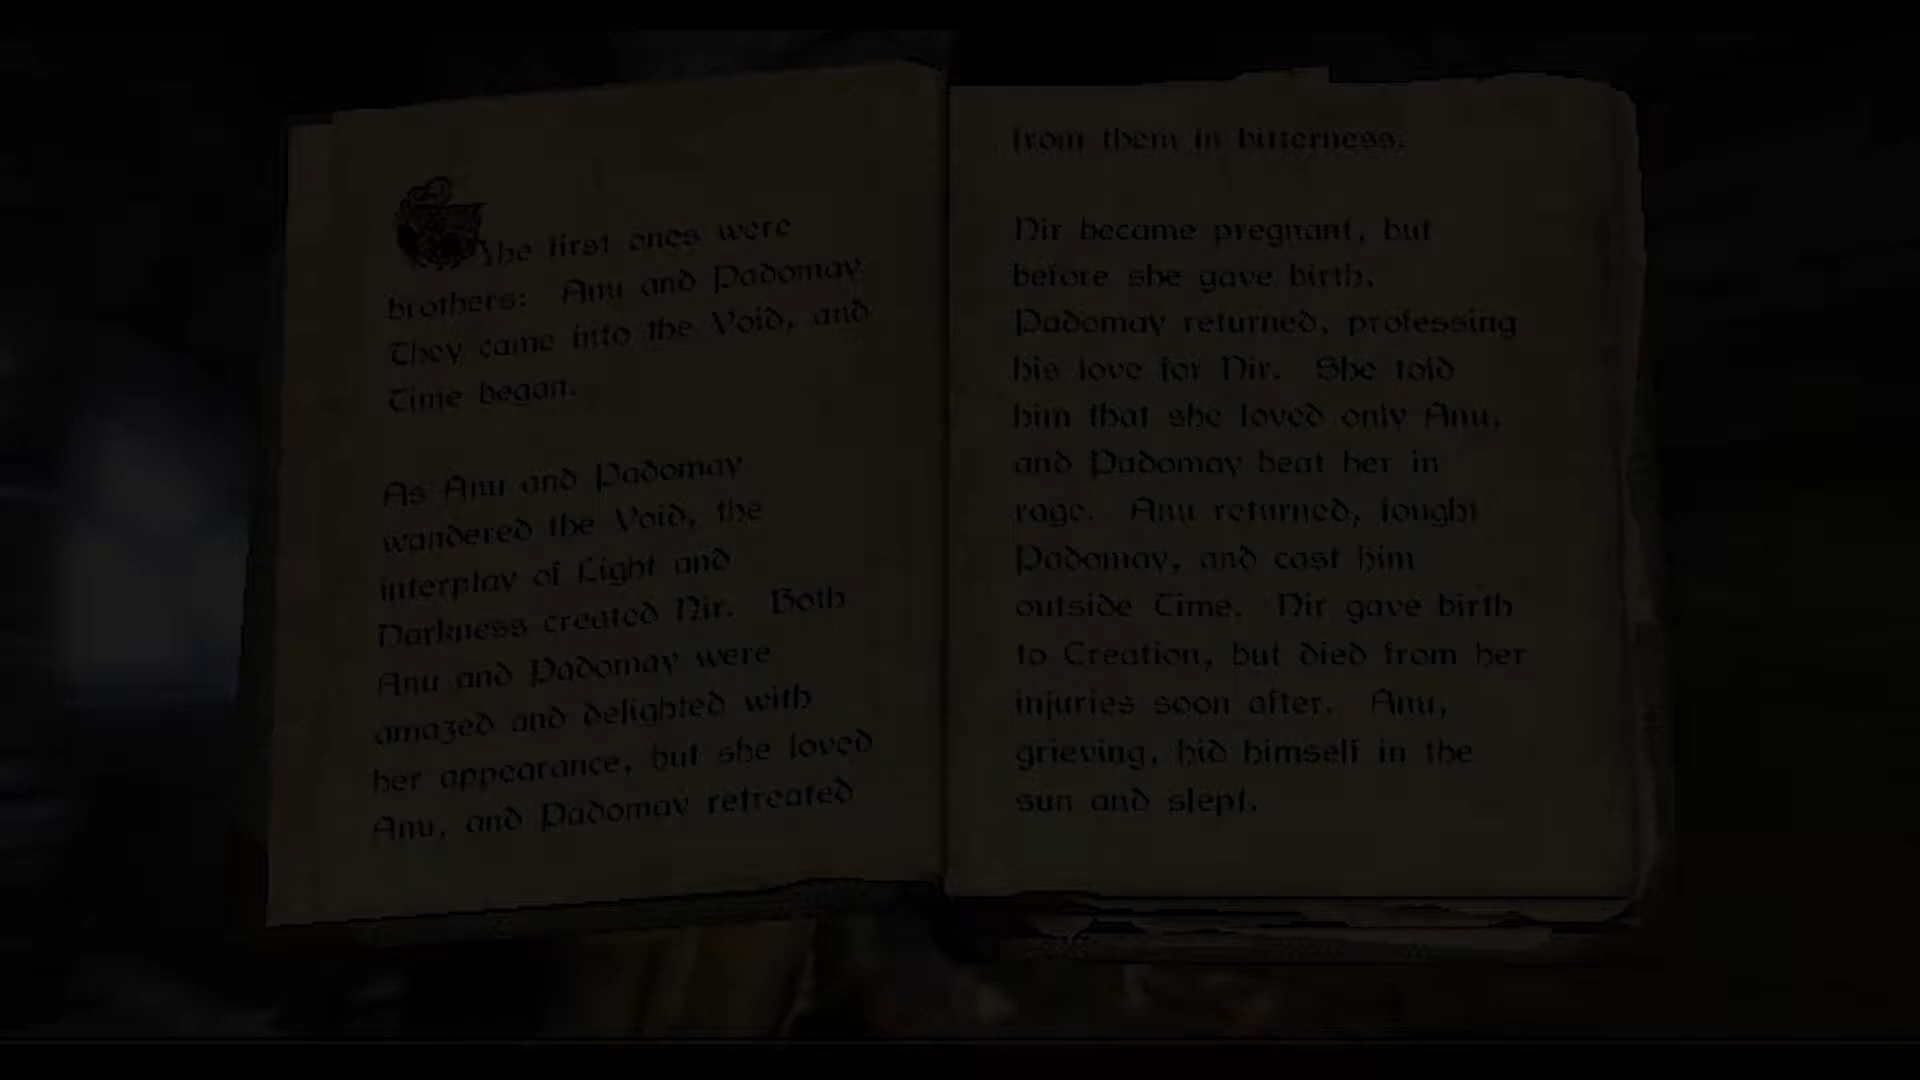 The first ones were
brothers: Anu and Padomay
They came into the Void, and
Time began.
As Anu and Padomay
wandered the Void, the
interplay of Light and
Darkness created Nir. Both
Anu and Padomay were
amazed and delighted with
her appearance, but she loved
Anu, and Padomay retreated
from them in bitterness.
Nir became pregnant, but
before she gave birth,
Padomay returned, professing
his love for Nir. She told
him that she loved only Anu,
and Padomay beat her in
rage. Anu returned, fought
Padomay, and cast him
outside Time. Nir gave birth
to Creation, but died from her
injuries soon after. Anu,
grieving, hid himself in the
sun and slept.